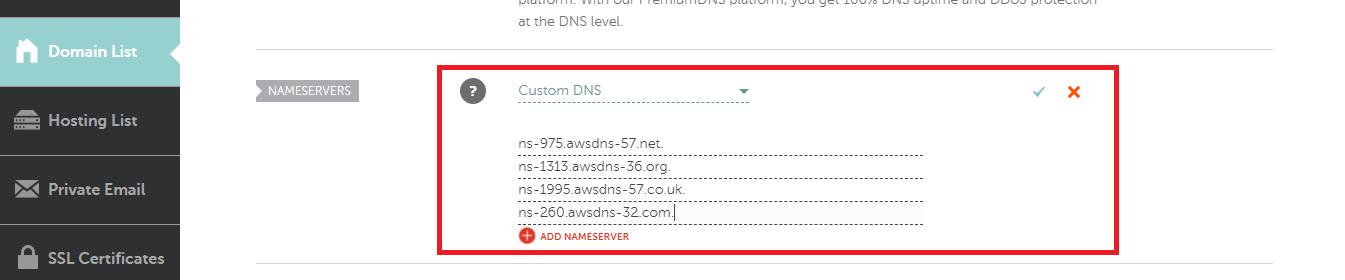 platform. With our PremiumDNS platform, you get 100% DNS uptime and DDoS protection
at the DNS level.
Domain List
NAMESERVERS
?
Custom DNS
Hosting List
ns-975.awsdns-57.net.
ns-1313.awsdns-36.org.
Private Email
ns-1995.awsdns-57.co.uk.
ns-260.awsdns-32.com.
ADD NAMESERVER
SSL Certificates